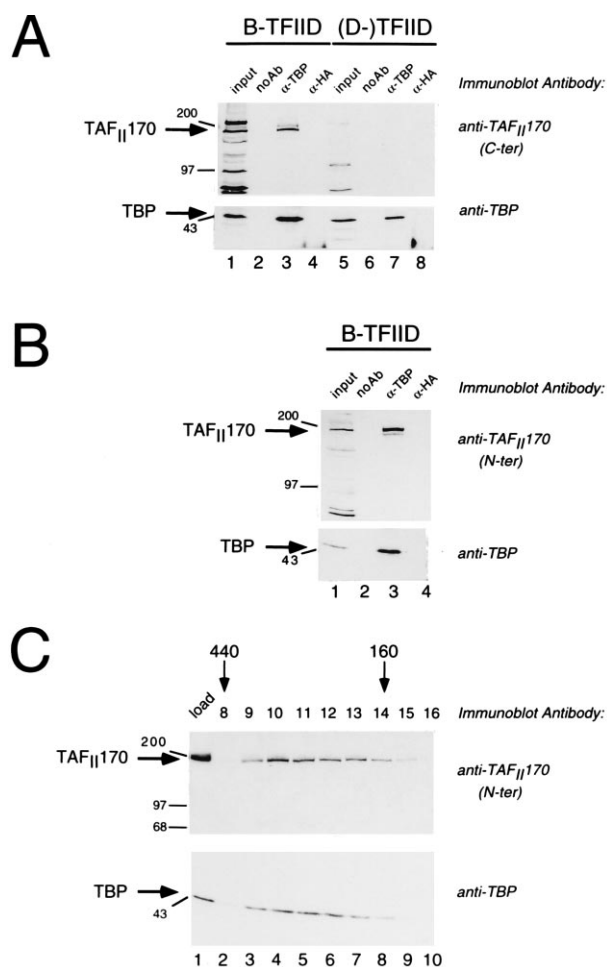 A
B-TFIID (D-)TFIID
input noAb α-TBP α-HA input noAb α-TBP α-HA Immunoblot Antibody:
200
TAFII170 anti-TAFII170
(C-ter)
97
TBP anti-TBP
43
1 2 3 4 5 6 7 8
B
B-TFIID
input noAb α-TBP α-HA Immunoblot Antibody:
200
TAFII170 anti-TAFII170
(N-ter)
97
TBP anti-TBP
43
1 2 3 4
C
440 160
load 8 9 10 11 12 13 14 15 16 Immunoblot Antibody:
200
TAFII170 anti-TAFII170
(N-ter)
97
68
TBP anti-TBP
43
1 2 3 4 5 6 7 8 9 10